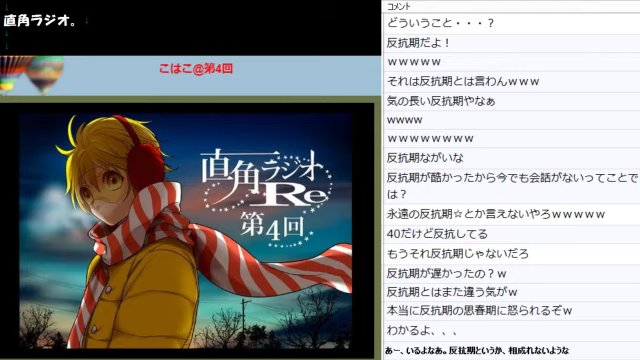 直角ラジオ。
こはこ@第4回
直角ラジオ
Re
第4回
コメント
どういうこと・・・？
反抗期だよ！
ｗｗｗｗｗ
それは反抗期とは言わんｗｗｗ
気の長い反抗期やなぁ
wwww
ｗｗｗｗｗｗｗｗ
反抗期ながいな
反抗期が酷かったから今でも会話がないってことで
は？
永遠の反抗期☆とか言えないやろｗｗｗｗｗ
40だけど反抗してる
もうそれ反抗期じゃないだろ
反抗期が遅かったの？ｗ
反抗期とはまた違う気がｗ
本当に反抗期の思春期に怒られるぞｗ
わかるよ、、、
あー、いるよなあ。反抗期というか、相成れないような